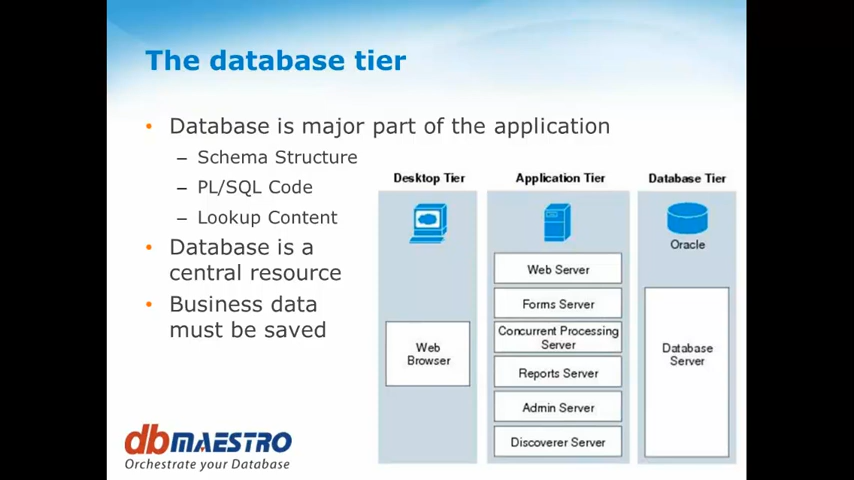 The database tier
• Database is major part of the application
– Schema Structure
– PL/SQL Code
– Lookup Content
• Database is a
central resource
• Business data
must be saved
Desktop Tier
Web
Browser
Application Tier
Web Server
Forms Server
Concurrent Processing
Server
Reports Server
Admin Server
Discoverer Server
Database Tier
Oracle
Database
Server
dbMAESTRO
Orchestrate your Database